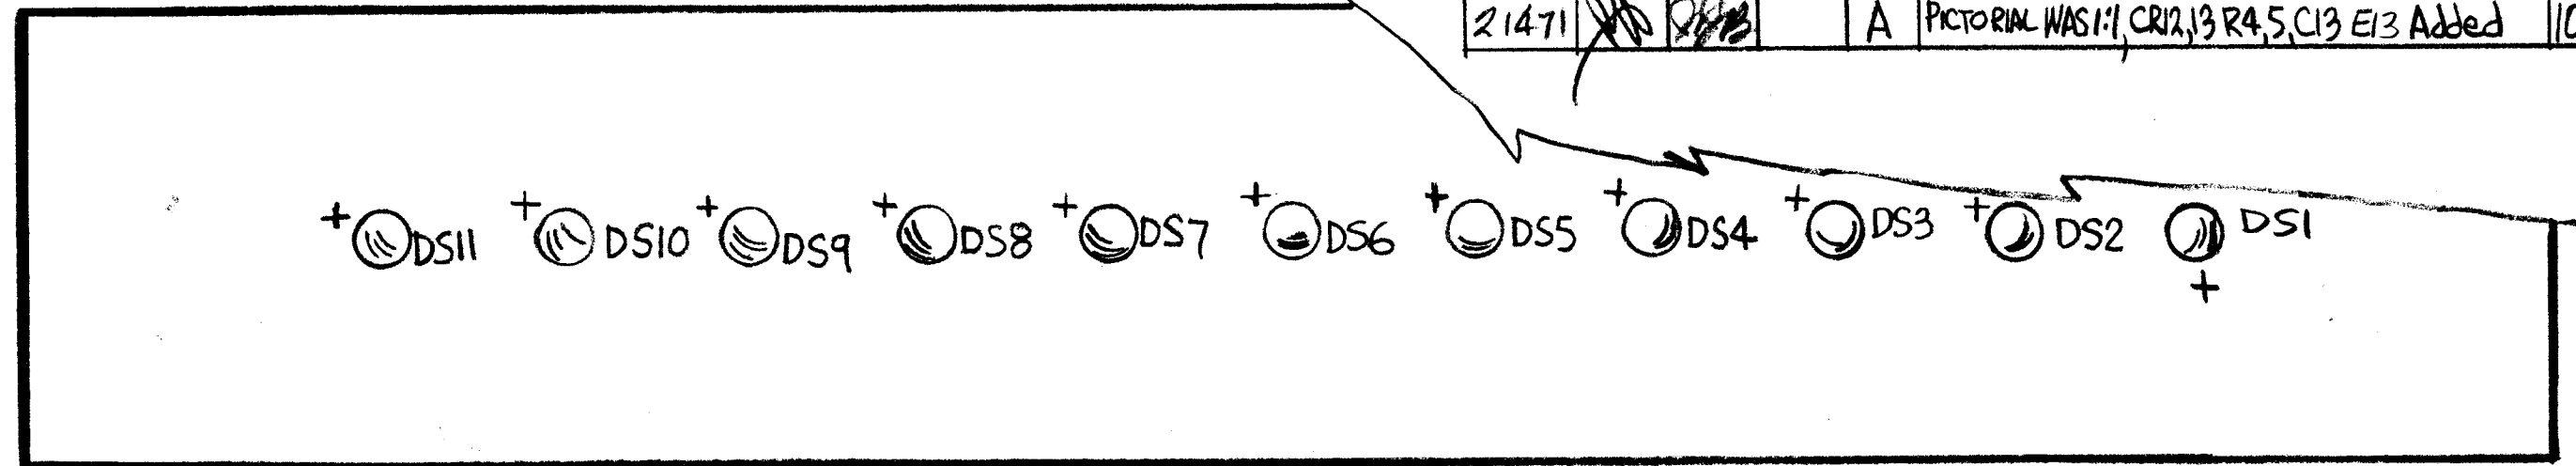 21471 A PICTORIAL WAS 1:1, CR12,13 R4,5,C13 E13 Added
+ DS11 + DS10 + DS9 + DS8 + DS7 + DS6 + DS5 + DS4 + DS3 + DS2 DS1
+